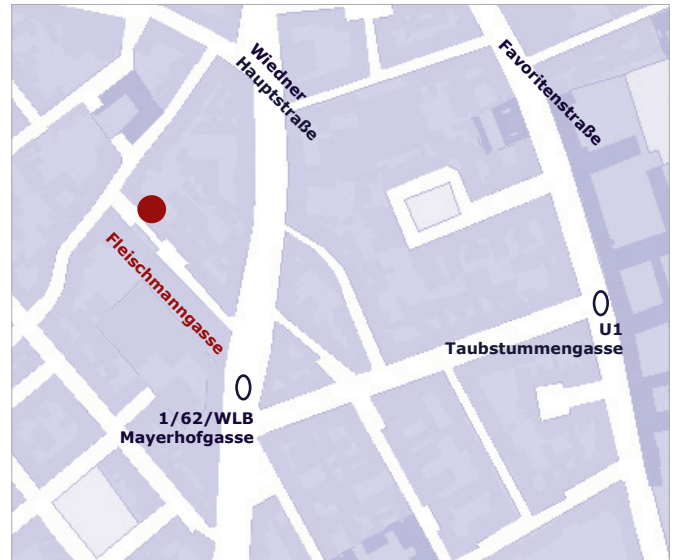 Wiedner
Hauptstraße
Favoritenstraße
Fleischmanngasse
U1
Taubstummengasse
1/62/WLB
Mayerhofgasse